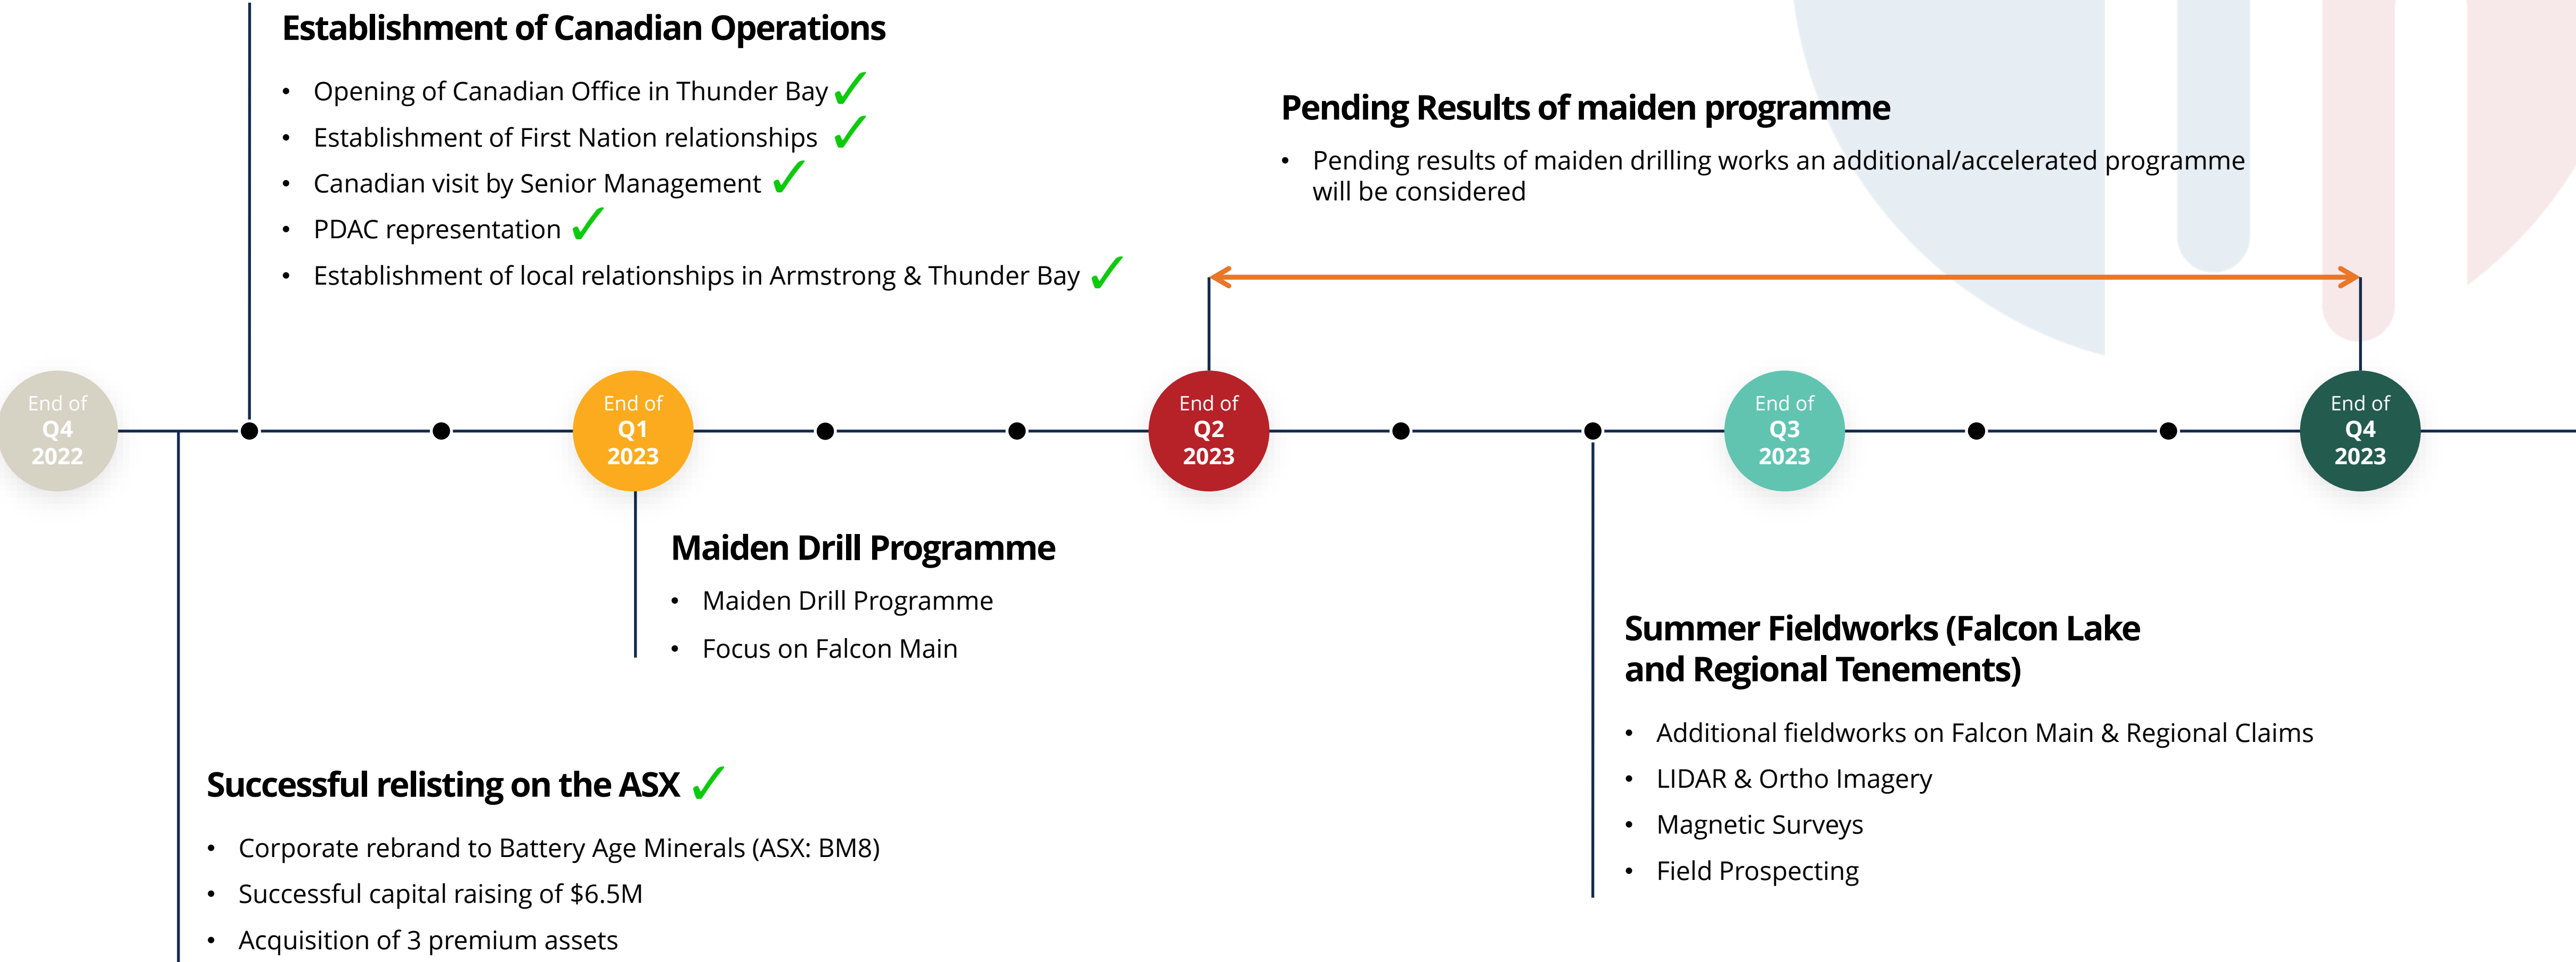 Establishment of Canadian Operations
• Opening of Canadian Office in Thunder Bay
• Establishment of First Nation relationships
• Canadian visit by Senior Management
• PDAC representation
• Establishment of local relationships in Armstrong & Thunder Bay
Pending Results of maiden programme
• Pending results of maiden drilling works an additional/accelerated programme
will be considered
End of
Q4
2022
End of
Q1
2023
End of
Q2
2023
End of
Q3
2023
End of
Q4
2023
Maiden Drill Programme
• Maiden Drill Programme
• Focus on Falcon Main
Successful relisting on the ASX
• Corporate rebrand to Battery Age Minerals (ASX: BM8)
• Successful capital raising of $6.5M
• Acquisition of 3 premium assets
Summer Fieldworks (Falcon Lake
and Regional Tenements)
• Additional fieldworks on Falcon Main & Regional Claims
• LIDAR & Ortho Imagery
• Magnetic Surveys
• Field Prospecting